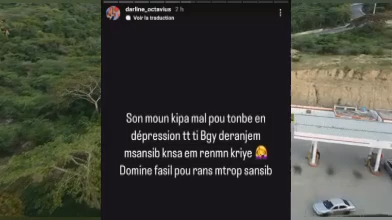 darline_octavius 2 h
Voir la traduction
Son moun kipa mal pou tonbe en
dépression tt ti Bgy deranjem
msansib knsa em renmn kriye 🤦‍♀️
Domine fasil pou rans mtrop sansib